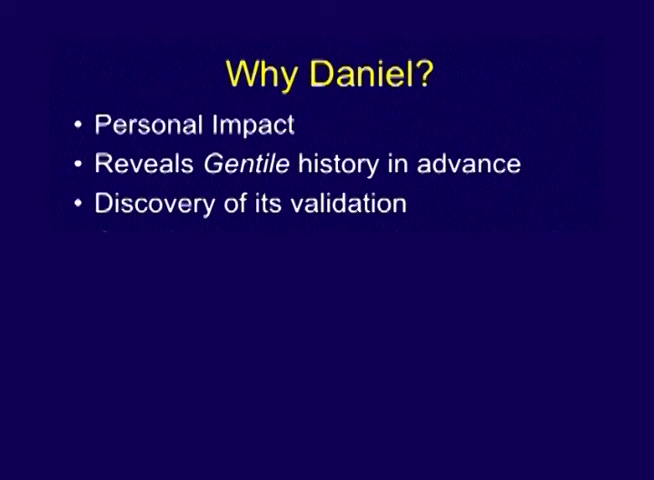 Why Daniel?
• Personal Impact
• Reveals Gentile history in advance
• Discovery of its validation